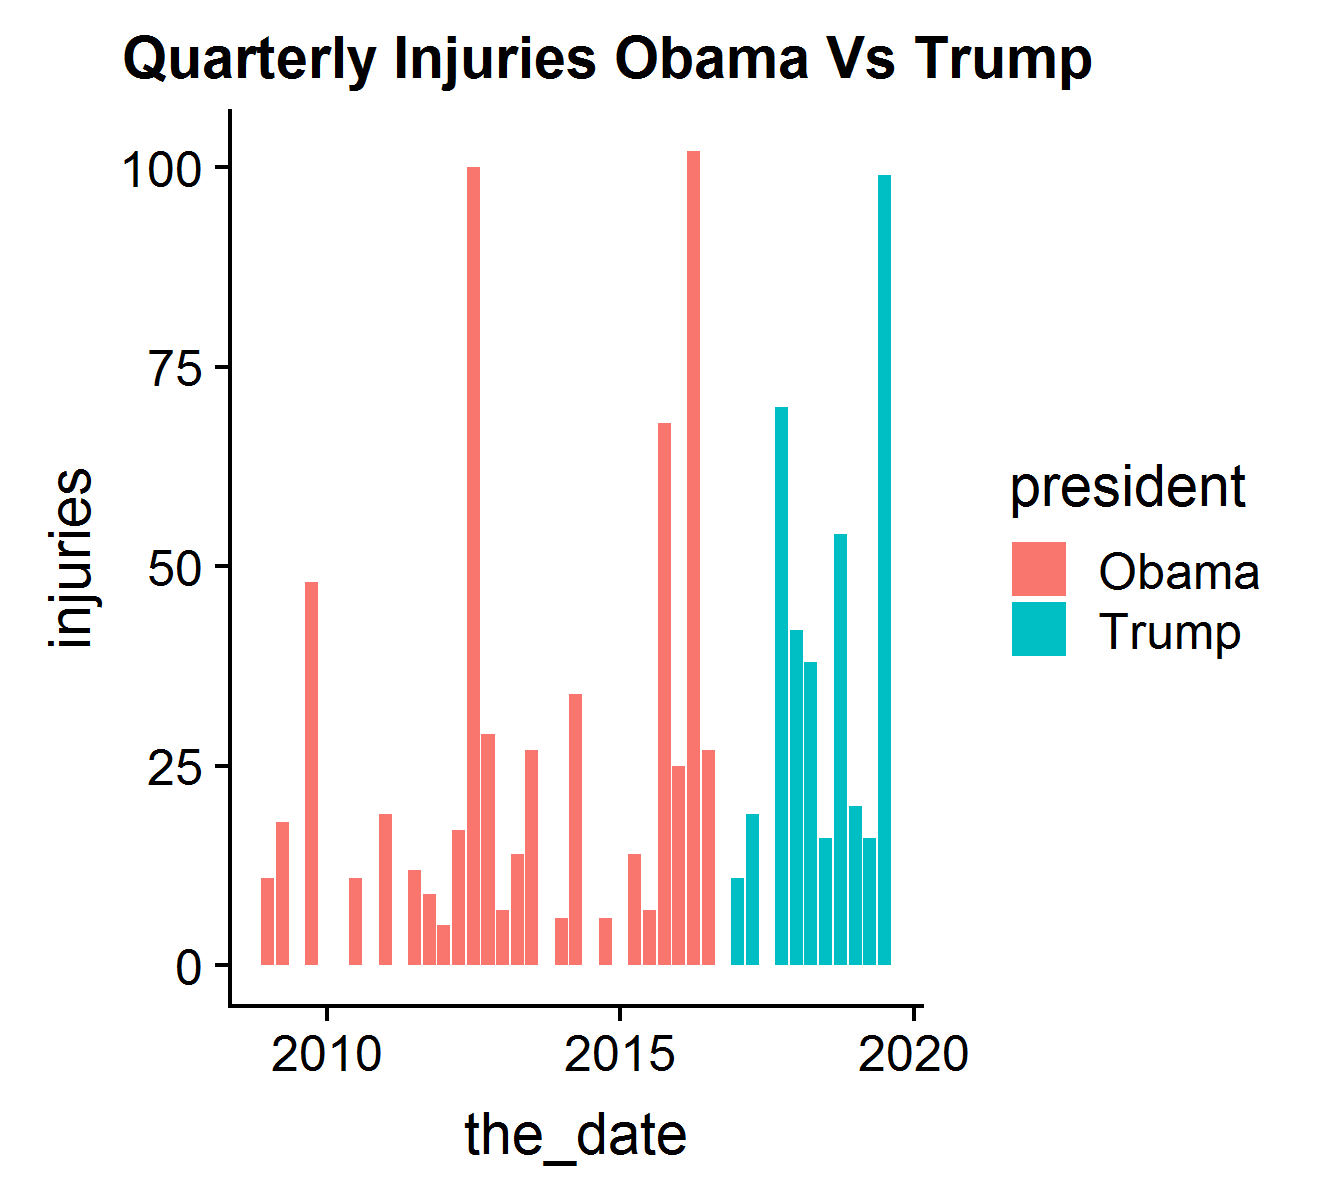 Quarterly Injuries Obama Vs Trump
100
75
50
25
0
injuries
2010 2015 2020
the_date
president
Obama
Trump